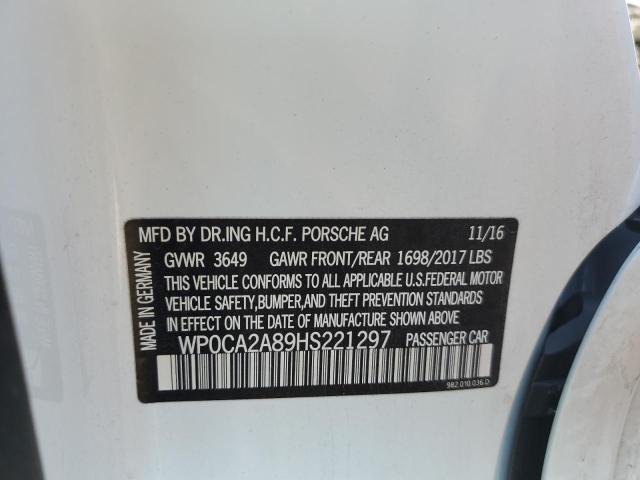 MFD BY DR.ING H.C.F. PORSCHE AG 11/16
GVWR 3649 GAWR FRONT/REAR 1698/2017 LBS
THIS VEHICLE CONFORMS TO ALL APPLICABLE U.S.FEDERAL MOTOR
VEHICLE SAFETY,BUMPER,AND THEFT PREVENTION STANDARDS
IN EFFECT ON THE DATE OF MANUFACTURE SHOWN ABOVE.
WP0CA2A89HS221297 PASSENGER CAR
982.010.036.D
MADE IN GERMANY